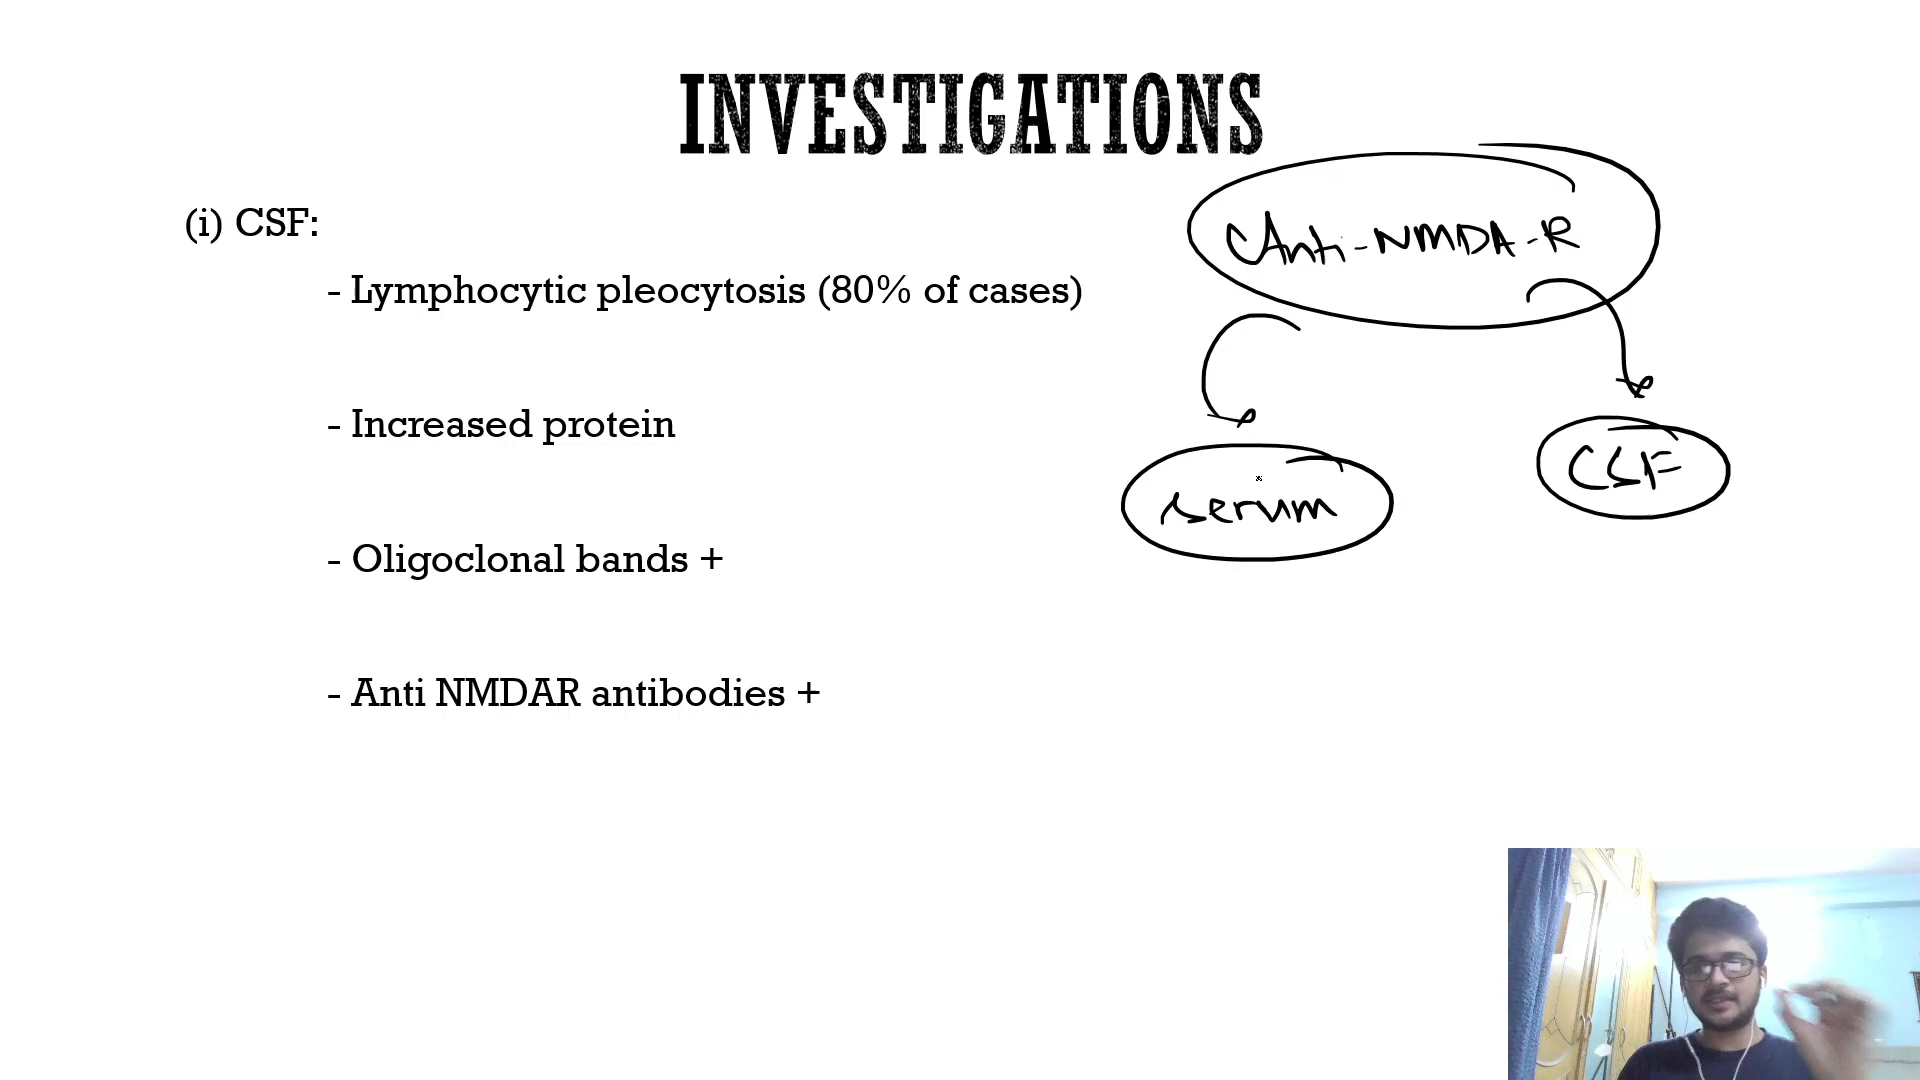 INVESTIGATIONS
(i) CSF:
- Lymphocytic pleocytosis (80% of cases)
- Increased protein
- Oligoclonal bands +
- Anti NMDAR antibodies +
Anti-NMDA-R
serum
CSF